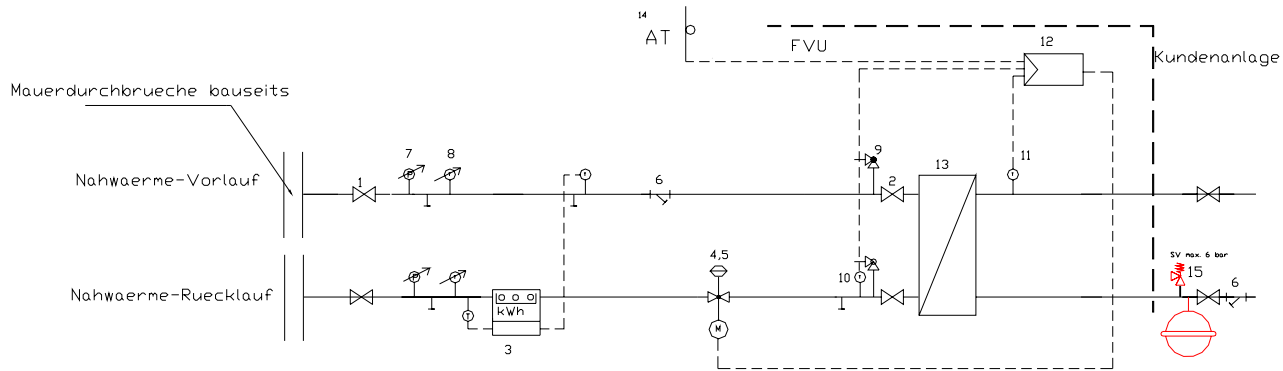 14
AT
FVU
12
Kundenanlage
Mauerdurchbrueche bauseits
7
8
9
11
13
Nahwaerme-Vorlauf
1
6
2
T
T
SV max. 6 bar
15
4,5
10
6
Nahwaerme-Ruecklauf
kWh
T
T
M
3